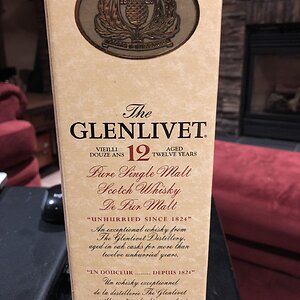 The
GLENLIVET
VIEILLI
DOUZE ANS
12
AGED
TWELVE YEARS
Pure Single Malt
Scotch Whisky
De Pur Malt
"UNHURRIED SINCE 1824"
An exceptional whisky from
The Glenlivet Distillery,
aged in oak casks for more than
twelve unhurried years.
"EN DOUCEUR ........ DEPUIS 1824"
Un whisky exceptionnel
de la distillerie The Glenlivet